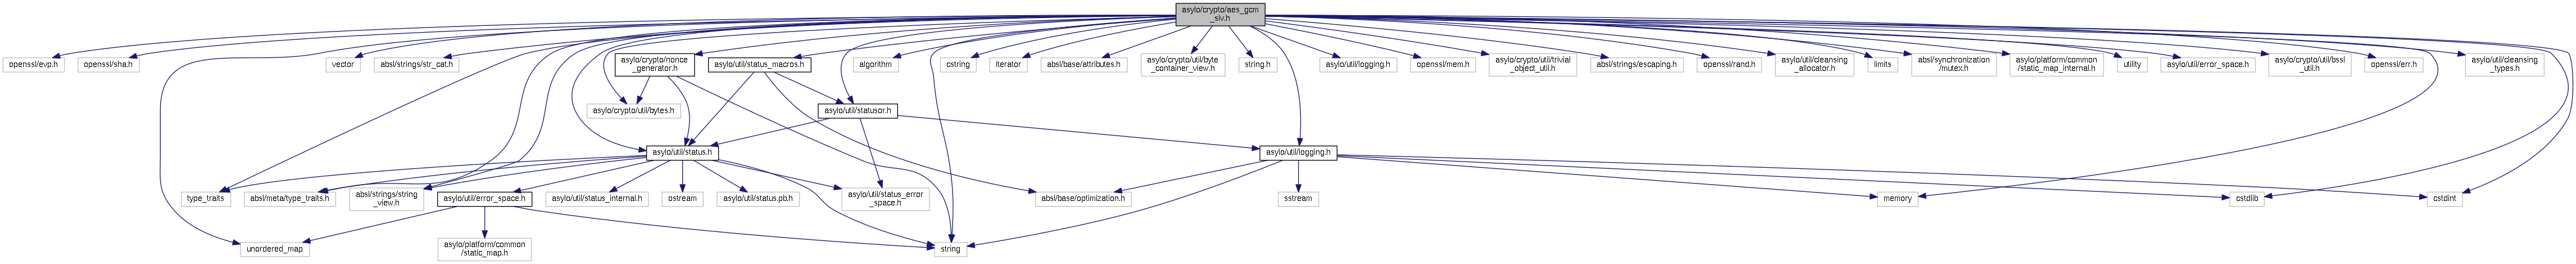 asylo/crypto/aes_gcm
_siv.h
openssl/evp.h
openssl/sha.h
vector
absl/strings/str_cat.h
asylo/crypto/nonce
_generator.h
asylo/util/status_macros.h
algorithm
cstring
iterator
absl/base/attributes.h
asylo/crypto/util/byte
_container_view.h
string.h
asylo/util/logging.h
openssl/mem.h
asylo/crypto/util/trivial
_object_util.h
absl/strings/escaping.h
openssl/rand.h
asylo/util/cleansing
_allocator.h
limits
absl/synchronization
/mutex.h
asylo/platform/common
/static_map_internal.h
utility
asylo/util/error_space.h
asylo/crypto/util/bssl
_util.h
openssl/err.h
asylo/util/cleansing
_types.h
asylo/crypto/util/bytes.h
asylo/util/statusor.h
asylo/util/status.h
asylo/util/logging.h
type_traits
absl/meta/type_traits.h
absl/strings/string
_view.h
asylo/util/error_space.h
asylo/util/status_internal.h
ostream
asylo/util/status.pb.h
asylo/util/status_error
_space.h
absl/base/optimization.h
sstream
memory
cstdlib
cstdint
unordered_map
asylo/platform/common
/static_map.h
string